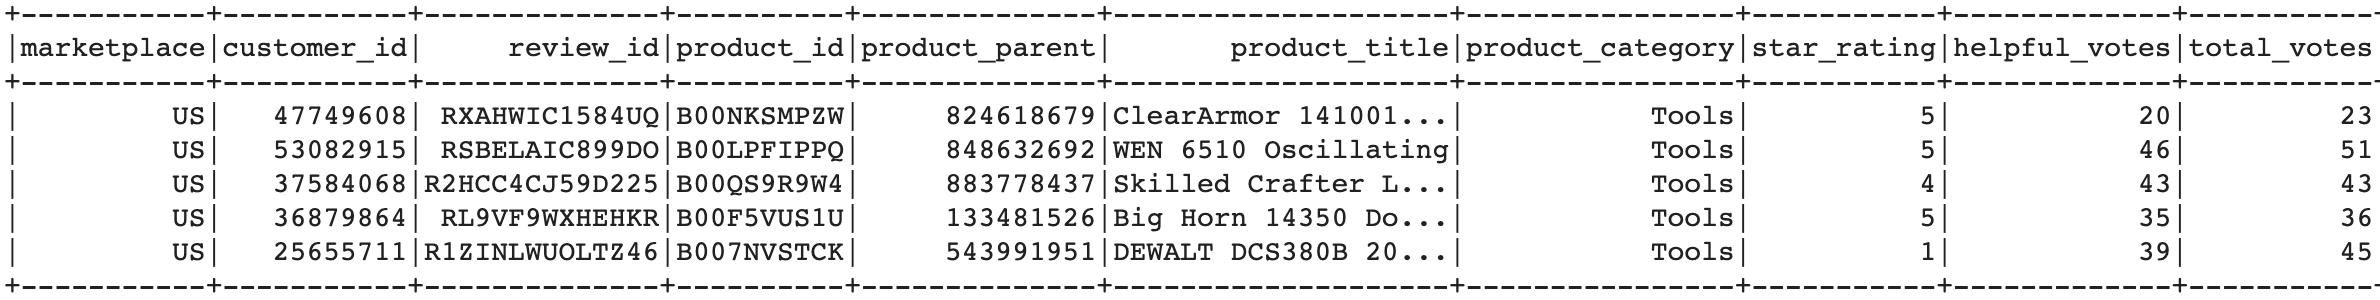 +-----------+-----------+--------------+----------+--------------+--------------------+----------------+-----------+-------------+-----------
|marketplace|customer_id|     review_id|product_id|product_parent|       product_title|product_category|star_rating|helpful_votes|total_votes
+-----------+-----------+--------------+----------+--------------+--------------------+----------------+-----------+-------------+-----------
|         US|   47749608| RXAHWIC1584UQ|B00NKSMPZW|     824618679|ClearArmor 141001...|           Tools|          5|           20|         23
|         US|   53082915| RSBELAIC899DO|B00LPFIPPQ|     848632692|WEN 6510 Oscillating|           Tools|          5|           46|         51
|         US|   37584068|R2HCC4CJ59D225|B00QS9R9W4|     883778437|Skilled Crafter L...|           Tools|          4|           43|         43
|         US|   36879864| RL9VF9WXHEHKR|B00F5VUS1U|     133481526|Big Horn 14350 Do...|           Tools|          5|           35|         36
|         US|   25655711|R1ZINLWUOLTZ46|B007NVSTCK|     543991951|DEWALT DCS380B 20...|           Tools|          1|           39|         45
+-----------+-----------+--------------+----------+--------------+--------------------+----------------+-----------+-------------+-----------